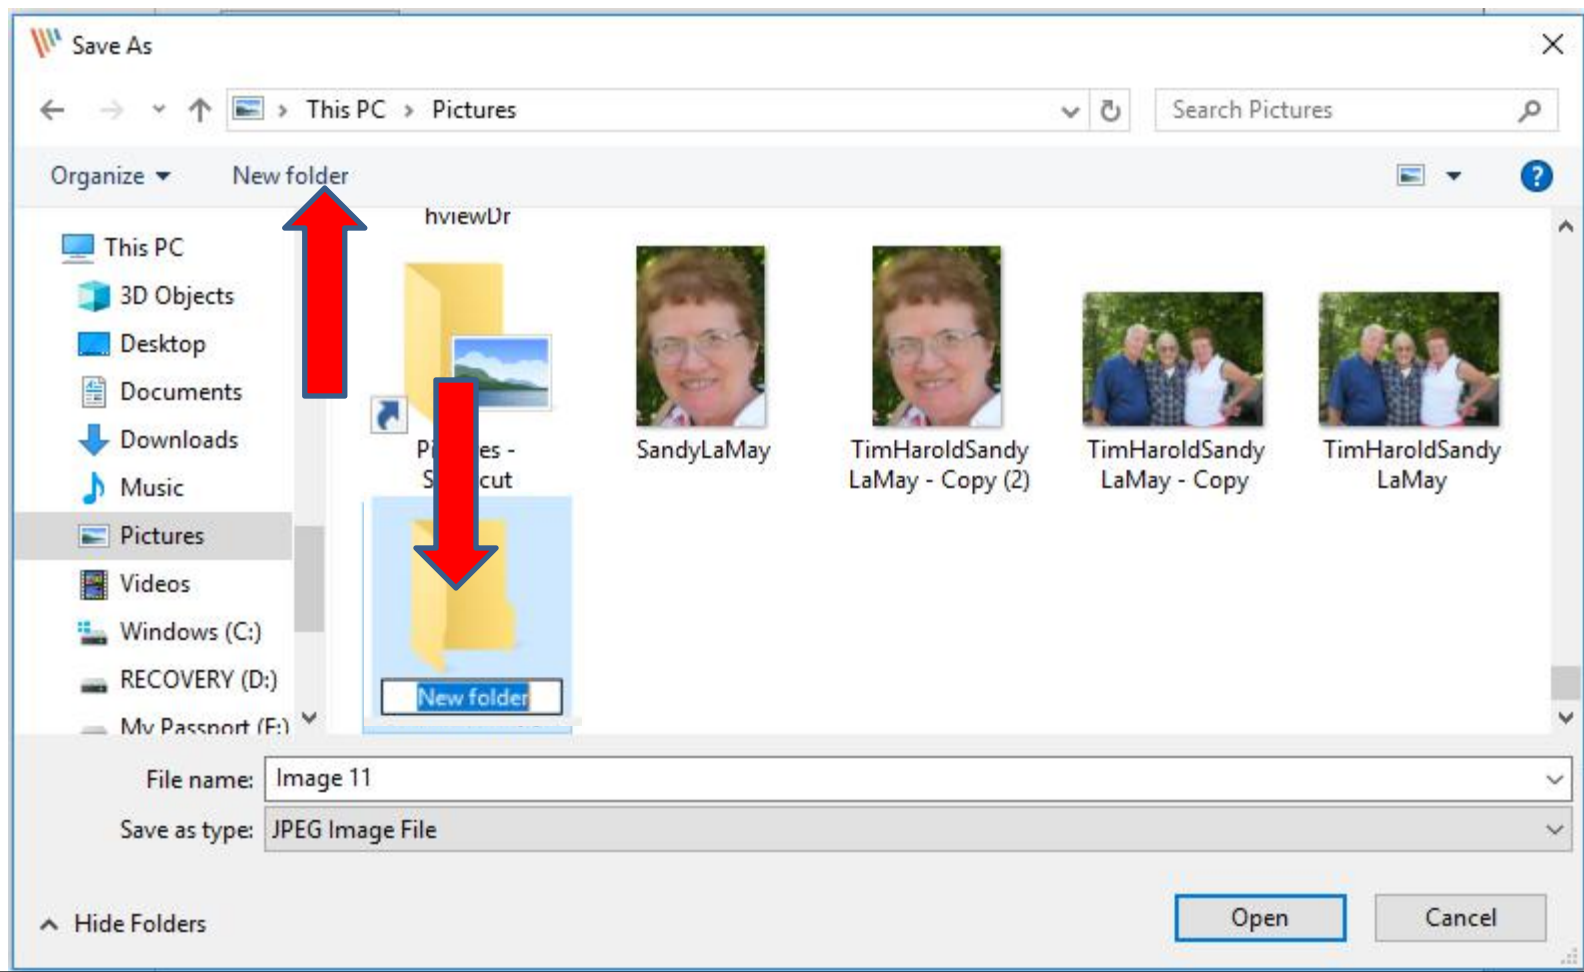 Save As
This PC > Pictures
Search Pictures
Organize
New folder
?
hviewDr
This PC
3D Objects
Desktop
Documents
Downloads
Music
Pictures
Videos
Windows (C:)
RECOVERY (D:)
My Passport (F:)
SandyLaMay
TimHaroldSandy
LaMay - Copy (2)
TimHaroldSandy
LaMay - Copy
TimHaroldSandy
LaMay
New folder
File name: Image 11
Save as type: JPEG Image File
Hide Folders
Open
Cancel